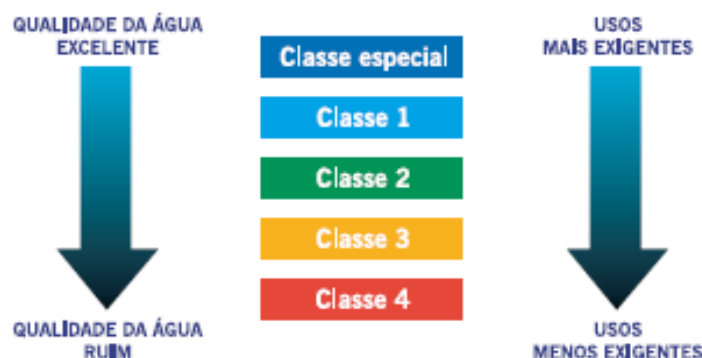 QUALIDADE DA ÁGUA
EXCELENTE
USOS
MAIS EXIGENTES
Classe especial
Classe 1
Classe 2
Classe 3
Classe 4
QUALIDADE DA ÁGUA
RUIM
USOS
MENOS EXIGENTES